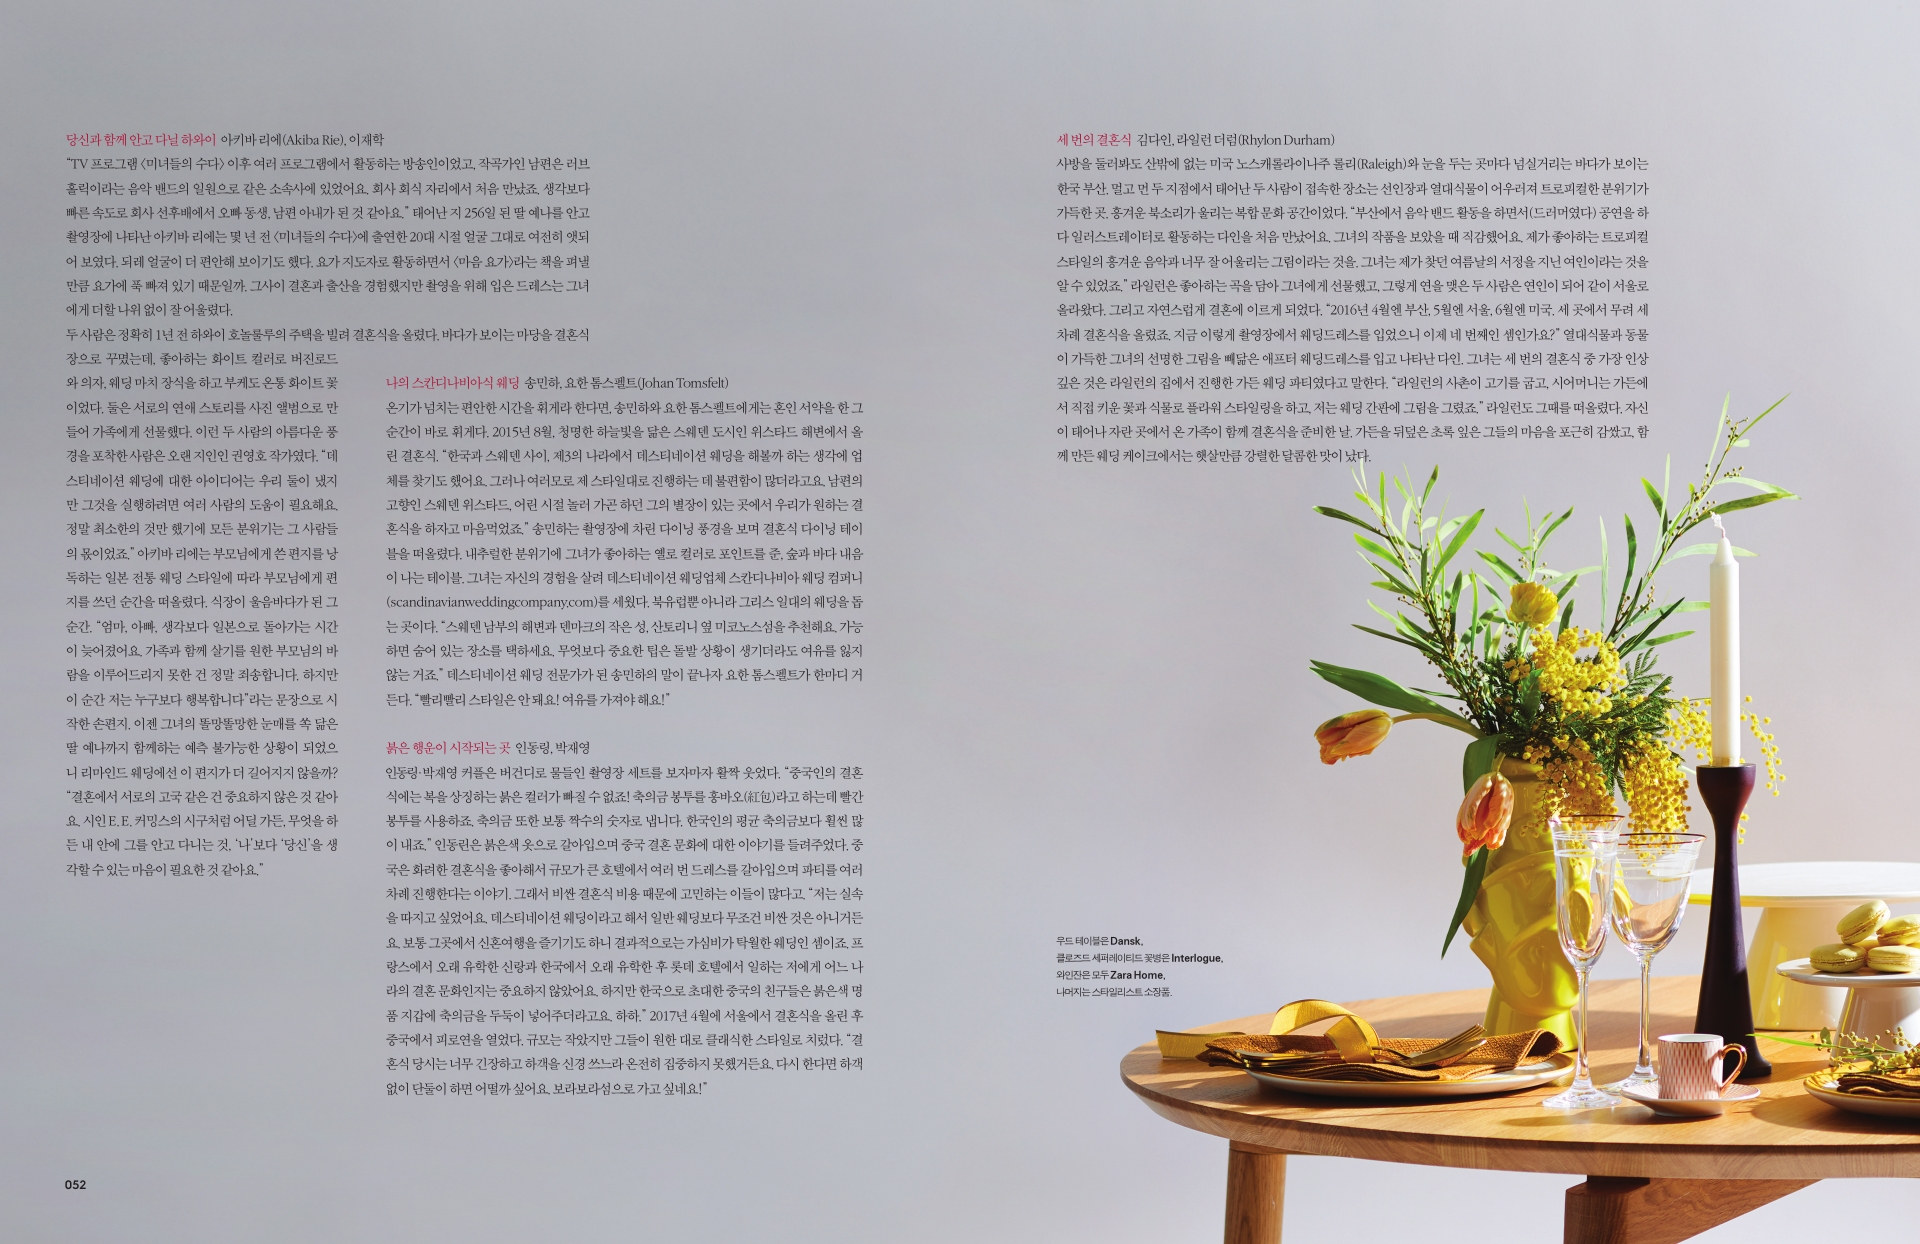 당신과 함께 안고 다닐 하와이 아키바 리에(Akiba Rie), 이재학
“TV 프로그램 〈미녀들의 수다〉 이후 여러 프로그램에서 활동하는 방송인이었고, 작곡가인 남편은 러브
홀릭이라는 음악 밴드의 일원으로 같은 소속사에 있었어요. 회사 회식 자리에서 처음 만났죠. 생각보다
빠른 속도로 회사 선후배에서 오빠 동생, 남편 아내가 된 것 같아요.” 태어난 지 256일 된 딸 예나를 안고
촬영장에 나타난 아키바 리에는 몇 년 전 〈미녀들의 수다〉에 출연한 20대 시절 얼굴 그대로 여전히 앳되
어 보였다. 되레 얼굴이 더 편안해 보이기도 했다. 요가 지도자로 활동하면서 〈마음 요가〉라는 책을 펴낼
만큼 요가에 푹 빠져 있기 때문일까. 그사이 결혼과 출산을 경험했지만 촬영을 위해 입은 드레스는 그녀
에게 더할 나위 없이 잘 어울렸다.
두 사람은 정확히 1년 전 하와이 호놀룰루의 주택을 빌려 결혼식을 올렸다. 바다가 보이는 마당을 결혼식
장으로 꾸몄는데, 좋아하는 화이트 컬러로 버진로드
와 의자, 웨딩 마치 장식을 하고 부케도 온통 화이트 꽃
이었다. 둘은 서로의 연애 스토리를 사진 앨범으로 만
들어 가족에게 선물했다. 이런 두 사람의 아름다운 풍
경을 포착한 사람은 오랜 지인인 권영호 작가였다. “데
스티네이션 웨딩에 대한 아이디어는 우리 둘이 냈지
만 그것을 실행하려면 여러 사람의 도움이 필요해요.
정말 최소한의 것만 했기에 모든 분위기는 그 사람들
의 몫이었죠.” 아키바 리에는 부모님에게 쓴 편지를 낭
독하는 일본 전통 웨딩 스타일에 따라 부모님에게 편
지를 쓰던 순간을 떠올렸다. 식장이 울음바다가 된 그
순간. “엄마, 아빠, 생각보다 일본으로 돌아가는 시간
이 늦어졌어요. 가족과 함께 살기를 원한 부모님의 바
람을 이루어드리지 못한 건 정말 죄송합니다. 하지만
이 순간 저는 누구보다 행복합니다”라는 문장으로 시
작한 손편지. 이젠 그녀의 똘망똘망한 눈매를 쏙 닮은
딸 예나까지 함께하는 예측 불가능한 상황이 되었으
니 리마인드 웨딩에선 이 편지가 더 길어지지 않을까?
“결혼에서 서로의 고국 같은 건 중요하지 않은 것 같아
요. 시인 E. E. 커밍스의 시구처럼 어딜 가든, 무엇을 하
든 내 안에 그를 안고 다니는 것, ‘나’보다 ‘당신’을 생
각할 수 있는 마음이 필요한 것 같아요.”
나의 스칸디나비아식 웨딩 송민하, 요한 톰스펠트(Johan Tomsfelt)
온기가 넘치는 편안한 시간을 휘게라 한다면, 송민하와 요한 톰스펠트에게는 혼인 서약을 한 그
순간이 바로 휘게다. 2015년 8월, 청명한 하늘빛을 닮은 스웨덴 도시인 위스타드 해변에서 올
린 결혼식. “한국과 스웨덴 사이, 제3의 나라에서 데스티네이션 웨딩을 해볼까 하는 생각에 업
체를 찾기도 했어요. 그러나 여러모로 제 스타일대로 진행하는 데 불편함이 많더라고요. 남편의
고향인 스웨덴 위스타드, 어린 시절 놀러 가곤 하던 그의 별장이 있는 곳에서 우리가 원하는 결
혼식을 하자고 마음먹었죠.” 송민하는 촬영장에 차린 다이닝 풍경을 보며 결혼식 다이닝 테이
블을 떠올렸다. 내추럴한 분위기에 그녀가 좋아하는 옐로 컬러로 포인트를 준, 숲과 바다 내음
이 나는 테이블. 그녀는 자신의 경험을 살려 데스티네이션 웨딩업체 스칸디나비아 웨딩 컴퍼니
(scandinavianweddingcompany.com)를 세웠다. 북유럽뿐 아니라 그리스 일대의 웨딩을 돕
는 곳이다. “스웨덴 남부의 해변과 덴마크의 작은 성, 산토리니 옆 미코노스섬을 추천해요. 가능
하면 숨어 있는 장소를 택하세요. 무엇보다 중요한 팁은 돌발 상황이 생기더라도 여유를 잃지
않는 거죠.” 데스티네이션 웨딩 전문가가 된 송민하의 말이 끝나자 요한 톰스펠트가 한마디 거
든다. “빨리빨리 스타일은 안 돼요! 여유를 가져야 해요!”
붉은 행운이 시작되는 곳 인동링, 박재영
인동링·박재영 커플은 버건디로 물들인 촬영장 세트를 보자마자 활짝 웃었다. “중국인의 결혼
식에는 복을 상징하는 붉은 컬러가 빠질 수 없죠! 축의금 봉투를 홍바오(紅包)라고 하는데 빨간
봉투를 사용하죠. 축의금 또한 보통 짝수의 숫자로 냅니다. 한국인의 평균 축의금보다 훨씬 많
이 내죠.” 인동린은 붉은색 옷으로 갈아입으며 중국 결혼 문화에 대한 이야기를 들려주었다. 중
국은 화려한 결혼식을 좋아해서 규모가 큰 호텔에서 여러 번 드레스를 갈아입으며 파티를 여러
차례 진행한다는 이야기. 그래서 비싼 결혼식 비용 때문에 고민하는 이들이 많다고. “저는 실속
을 따지고 싶었어요. 데스티네이션 웨딩이라고 해서 일반 웨딩보다 무조건 비싼 것은 아니거든
요. 보통 그곳에서 신혼여행을 즐기기도 하니 결과적으로는 가심비가 탁월한 웨딩인 셈이죠. 프
랑스에서 오래 유학한 신랑과 한국에서 오래 유학한 후 롯데 호텔에서 일하는 저에게 어느 나
라의 결혼 문화인지는 중요하지 않았어요. 하지만 한국으로 초대한 중국의 친구들은 붉은색 명
품 지갑에 축의금을 두둑이 넣어주더라고요. 하하.” 2017년 4월에 서울에서 결혼식을 올린 후
중국에서 피로연을 열었다. 규모는 작았지만 그들이 원한 대로 클래식한 스타일로 치렀다. “결
혼식 당시는 너무 긴장하고 하객을 신경 쓰느라 온전히 집중하지 못했거든요. 다시 한다면 하객
없이 단둘이 하면 어떨까 싶어요. 보라보라섬으로 가고 싶네요!”
세 번의 결혼식 김다인, 라일런 더럼(Rhylon Durham)
사방을 둘러봐도 산밖에 없는 미국 노스캐롤라이나주 롤리(Raleigh)와 눈을 두는 곳마다 넘실거리는 바다가 보이는
한국 부산. 멀고 먼 두 지점에서 태어난 두 사람이 접속한 장소는 선인장과 열대식물이 어우러져 트로피컬한 분위기가
가득한 곳. 흥겨운 북소리가 울리는 복합 문화 공간이었다. “부산에서 음악 밴드 활동을 하면서(드러머였다) 공연을 하
다 일러스트레이터로 활동하는 다인을 처음 만났어요. 그녀의 작품을 보았을 때 직감했어요. 제가 좋아하는 트로피컬
스타일의 흥겨운 음악과 너무 잘 어울리는 그림이라는 것을. 그녀는 제가 찾던 여름날의 서정을 지닌 여인이라는 것을
알 수 있었죠.” 라일런은 좋아하는 곡을 담아 그녀에게 선물했고, 그렇게 연을 맺은 두 사람은 연인이 되어 같이 서울로
올라왔다. 그리고 자연스럽게 결혼에 이르게 되었다. “2016년 4월엔 부산, 5월엔 서울, 6월엔 미국. 세 곳에서 무려 세
차례 결혼식을 올렸죠. 지금 이렇게 촬영장에서 웨딩드레스를 입었으니 이제 네 번째인 셈인가요?” 열대식물과 동물
이 가득한 그녀의 선명한 그림을 빼닮은 애프터 웨딩드레스를 입고 나타난 다인. 그녀는 세 번의 결혼식 중 가장 인상
깊은 것은 라일런의 집에서 진행한 가든 웨딩 파티였다고 말한다. “라일런의 사촌이 고기를 굽고, 시어머니는 가든에
서 직접 키운 꽃과 식물로 플라워 스타일링을 하고, 저는 웨딩 간판에 그림을 그렸죠.” 라일런도 그때를 떠올렸다. 자신
이 태어나 자란 곳에서 온 가족이 함께 결혼식을 준비한 날. 가든을 뒤덮은 초록 잎은 그들의 마음을 포근히 감쌌고, 함
께 만든 웨딩 케이크에서는 햇살만큼 강렬한 달콤한 맛이 났다.
우드 테이블은 Dansk,
클로즈드 세퍼레이티드 꽃병은 Interlogue,
와인잔은 모두 Zara Home,
나머지는 스타일리스트 소장품.
052